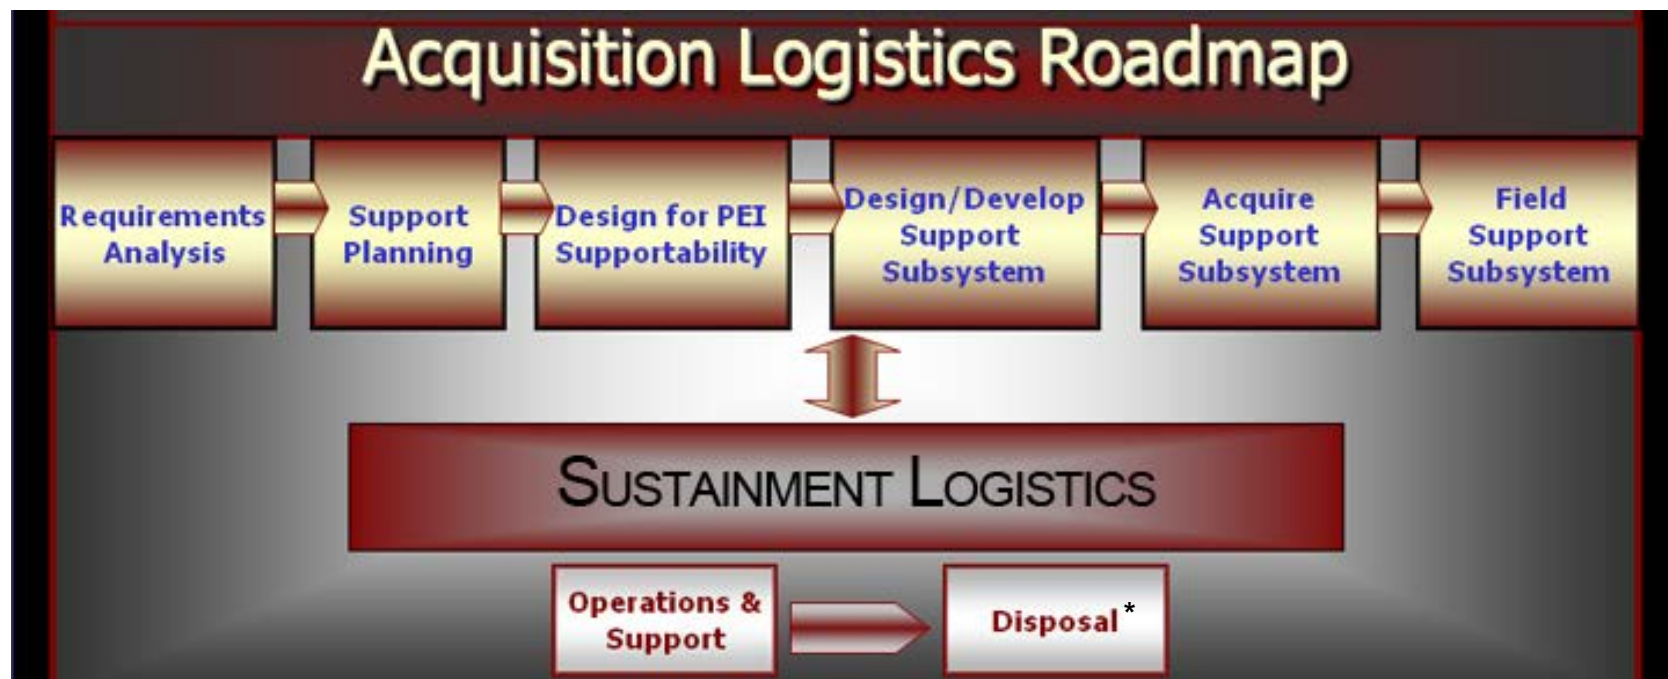 Acquisition Logistics Roadmap
Requirements
Analysis
Support
Planning
Design for PEI
Supportability
Design/Develop
Support
Subsystem
Acquire
Support
Subsystem
Field
Support
Subsystem
SUSTAINMENT LOGISTICS
Operations &
Support
Disposal*